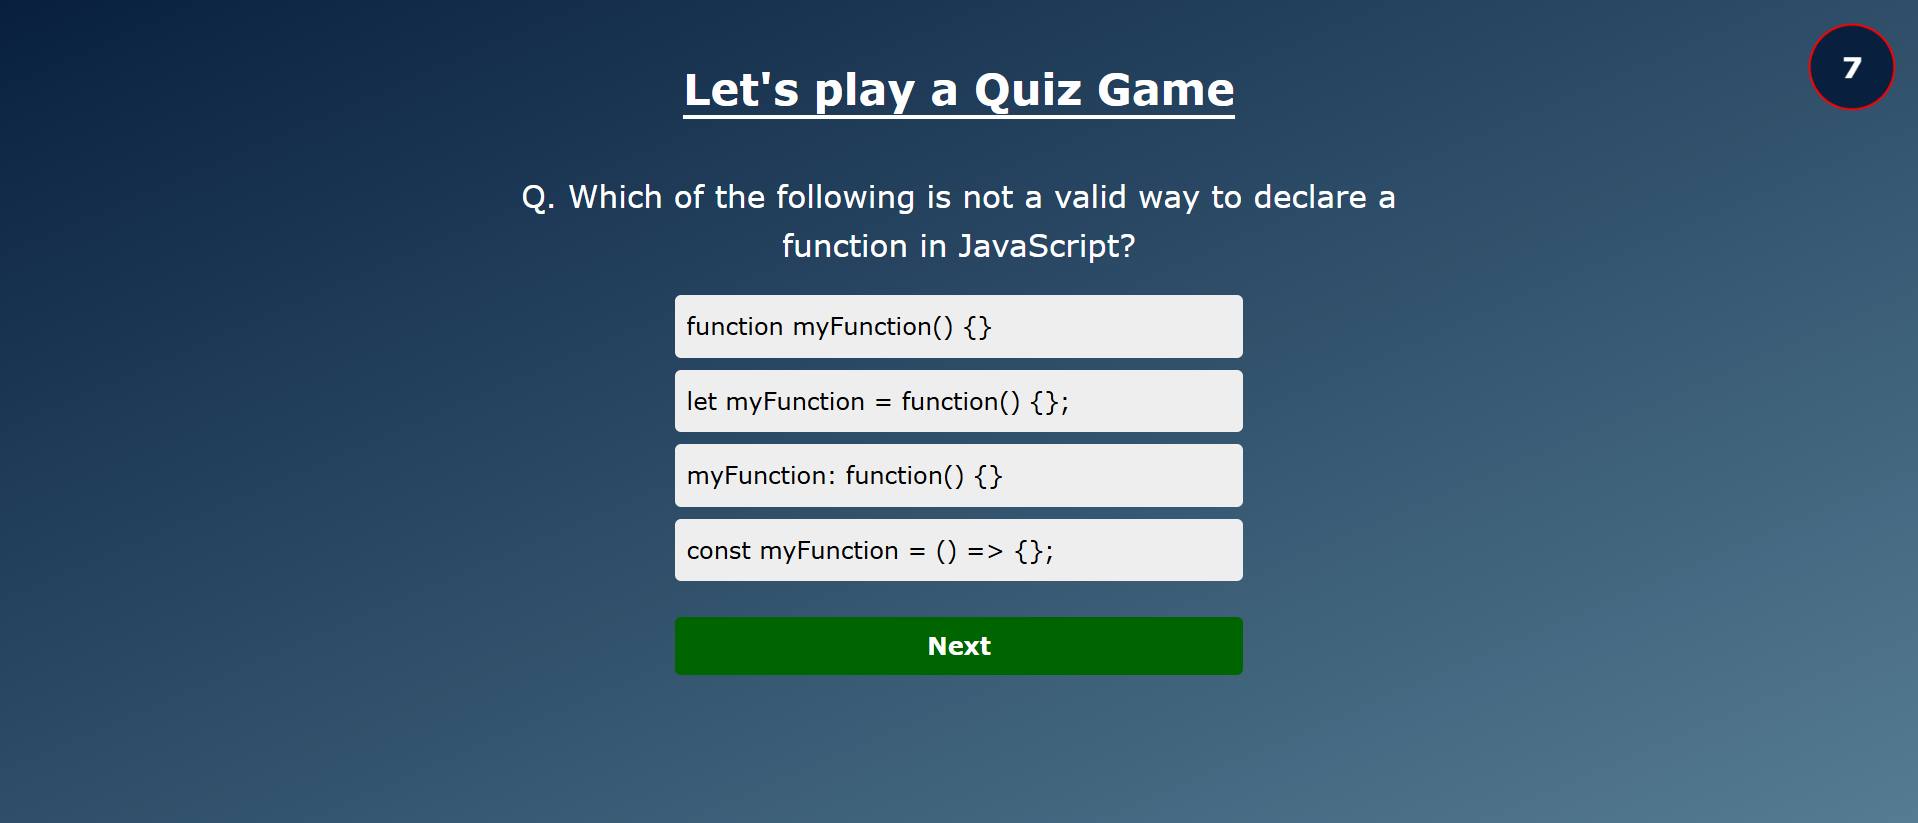 7
Let's play a Quiz Game
Q. Which of the following is not a valid way to declare a
function in JavaScript?
function myFunction() {}
let myFunction = function() {};
myFunction: function() {}
const myFunction = () => {};
Next